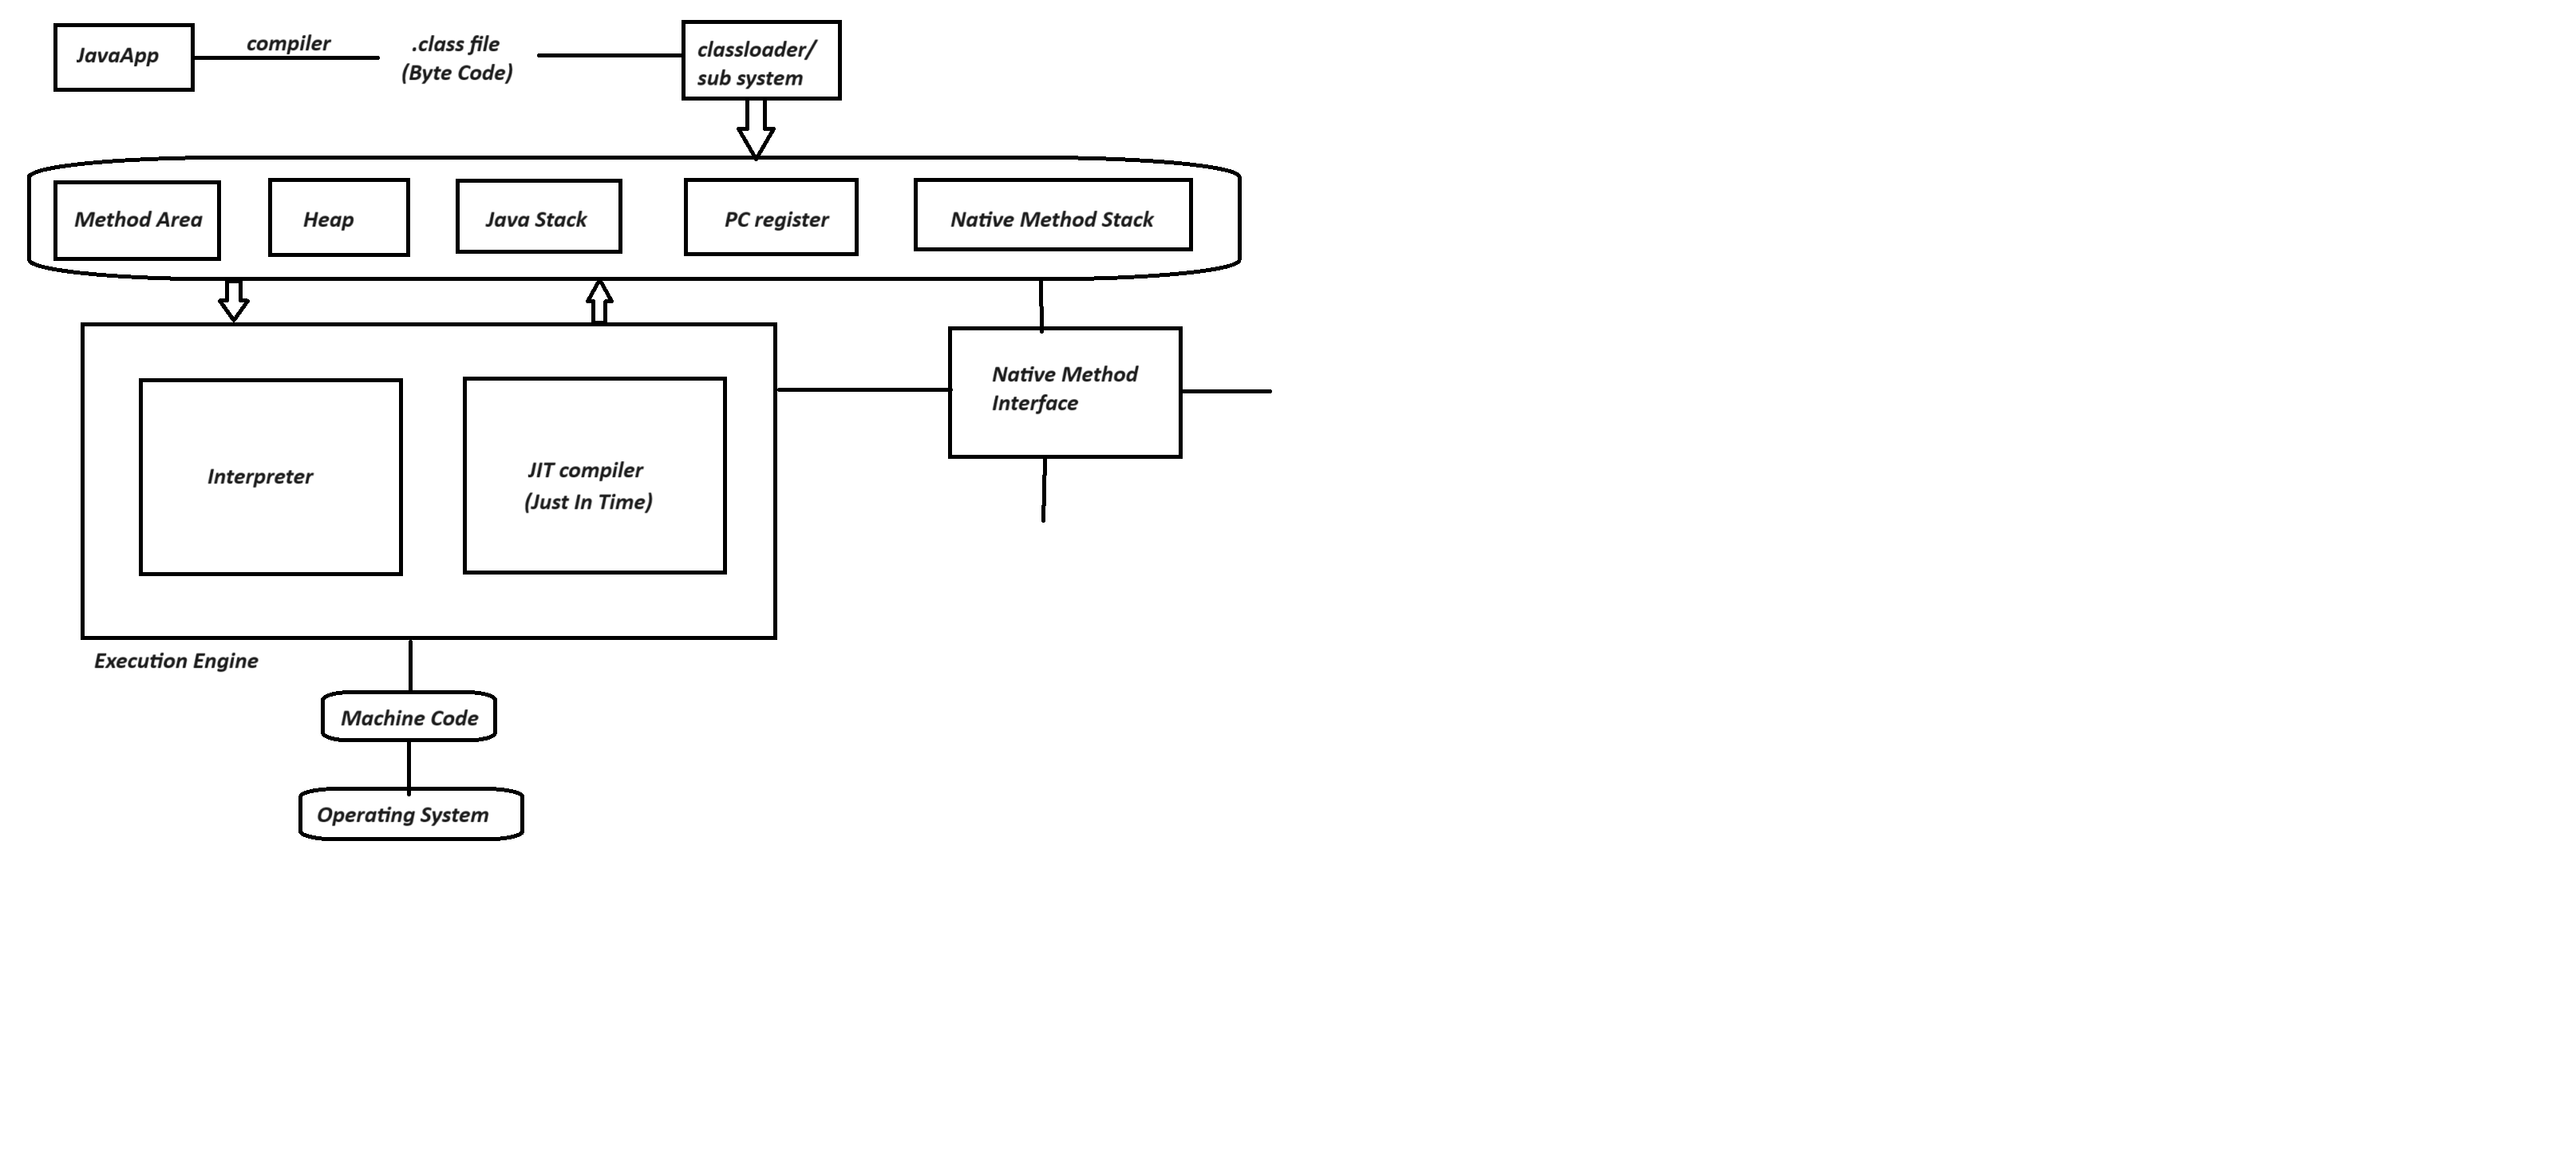 JavaApp
compiler
.class file
(Byte Code)
classloader/
sub system
Method Area
Heap
Java Stack
PC register
Native Method Stack
Native Method
Interface
Interpreter
JIT compiler
(Just In Time)
Execution Engine
Machine Code
Operating System